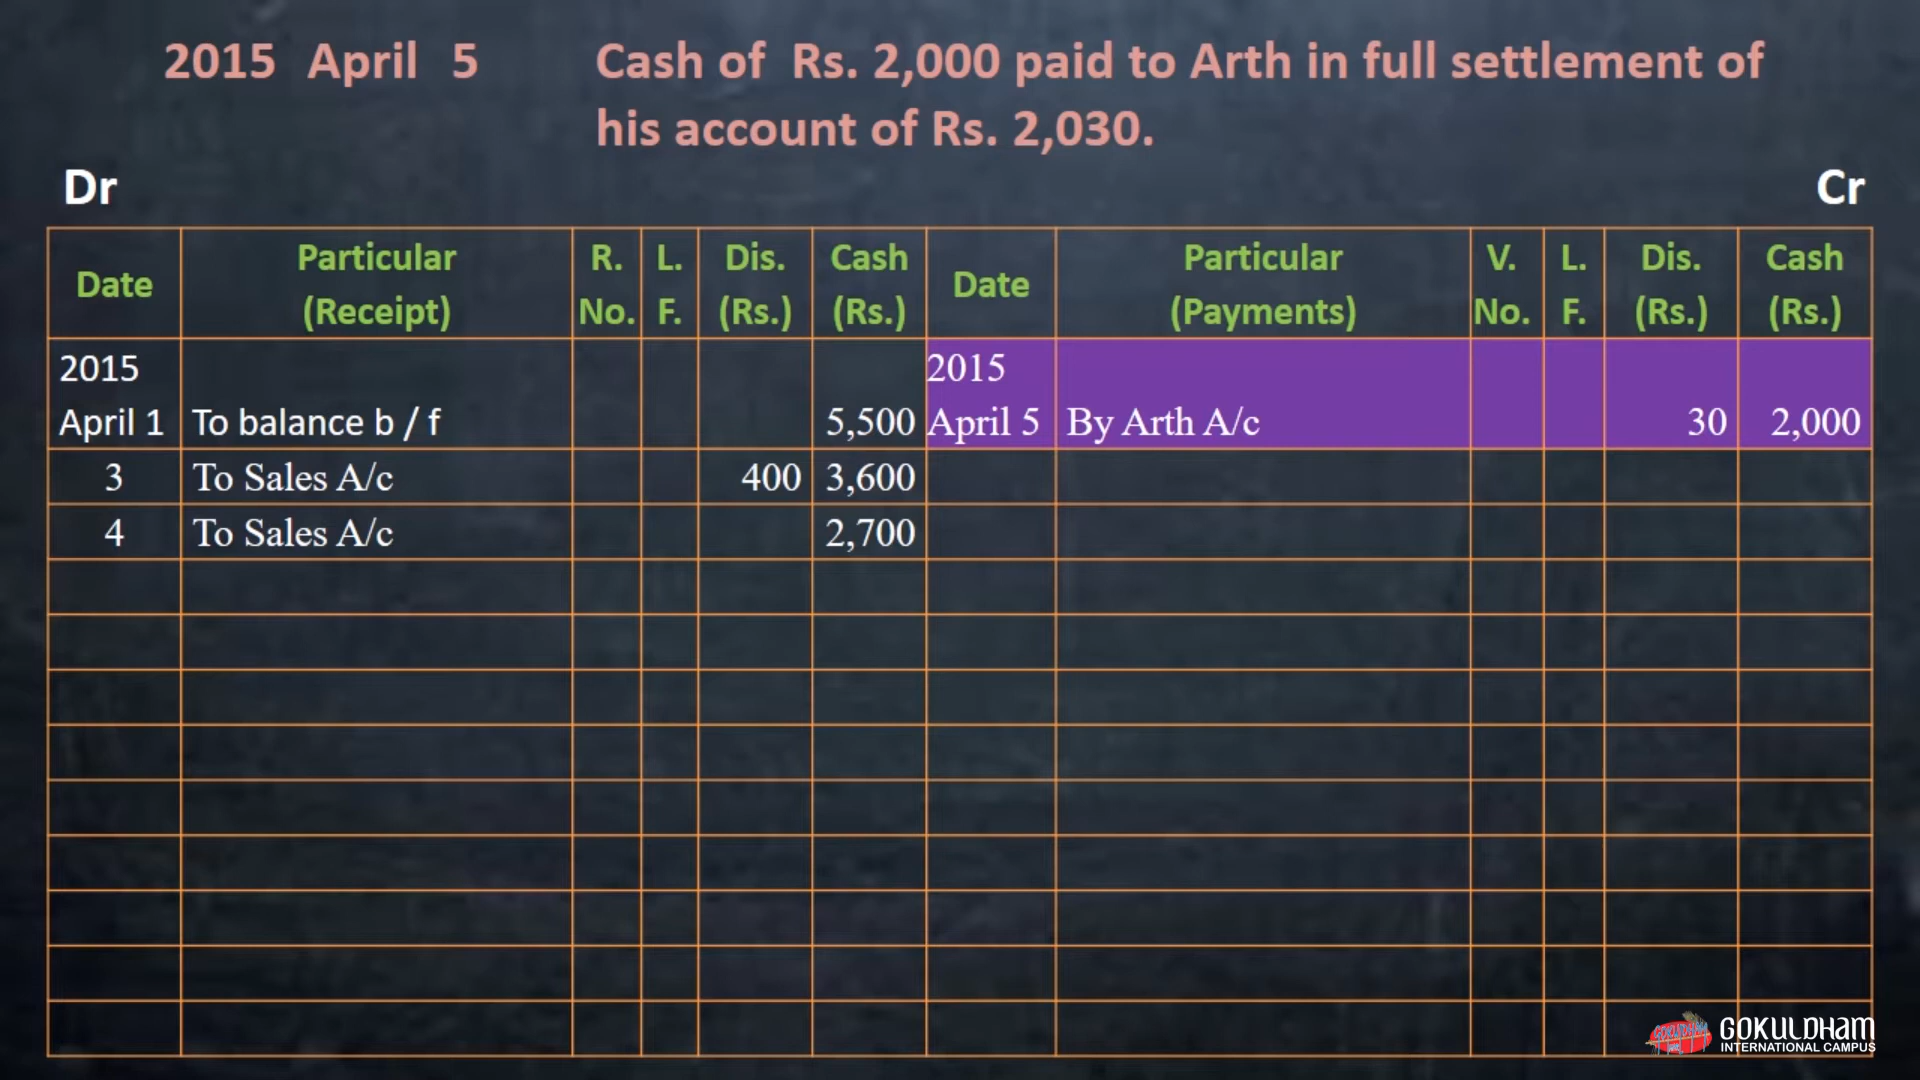 2015 April 5 Cash of Rs. 2,000 paid to Arth in full settlement of
his account of Rs. 2,030.
Dr Cr
Date Particular (Receipt) R. No. L. F. Dis. (Rs.) Cash (Rs.) Date Particular (Payments) V. No. L. F. Dis. (Rs.) Cash (Rs.)
2015 2015
April 1 To balance b / f 5,500 April 5 By Arth A/c 30 2,000
3 To Sales A/c 400 3,600
4 To Sales A/c 2,700
GOKULDHAM
INTERNATIONAL CAMPUS